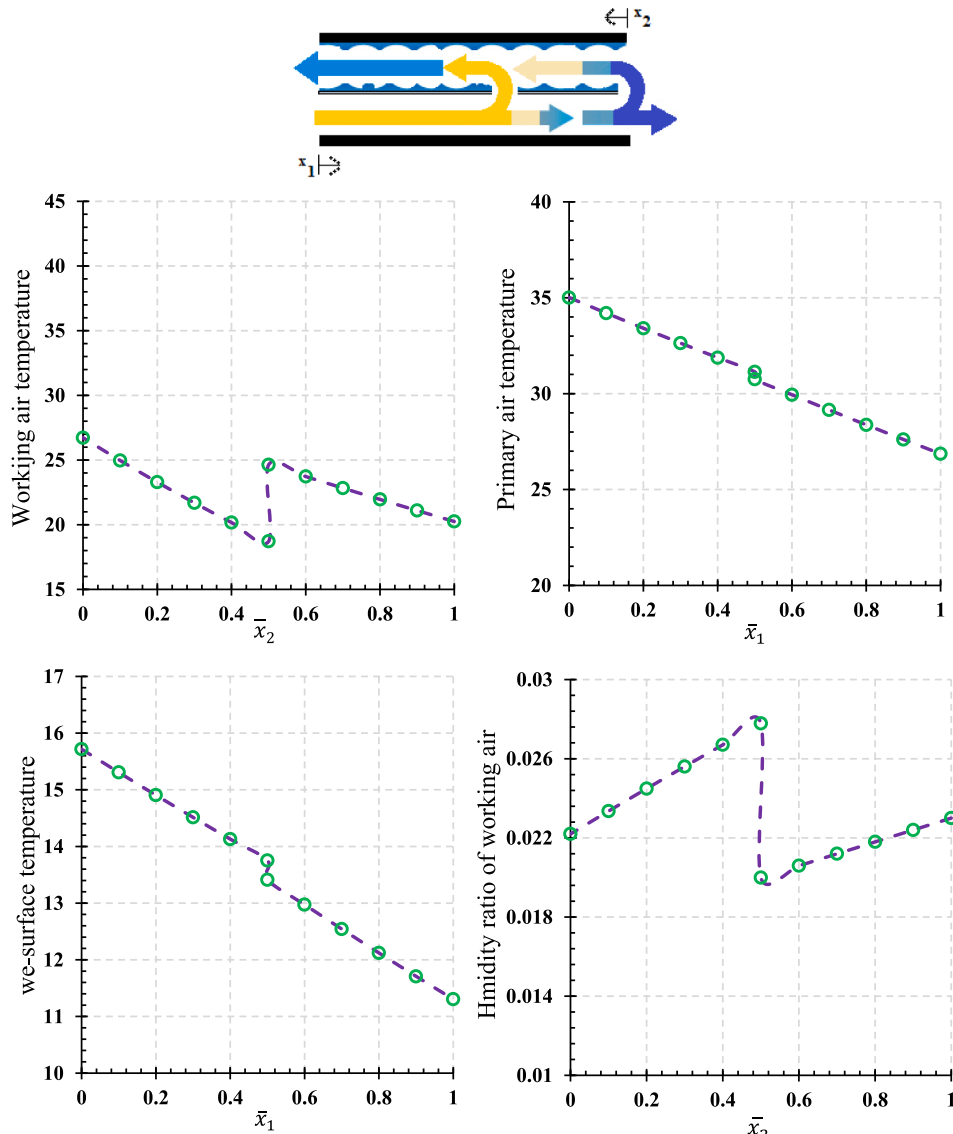 x2
x1
45
40
35
30
25
20
15
Workijng air temperature
0 0.2 0.4 0.6 0.8 1
x̄2
40
35
30
25
20
Primary air temperature
0 0.2 0.4 0.6 0.8 1
x̄1
17
16
15
14
13
12
11
10
we-surface temperature
0 0.2 0.4 0.6 0.8 1
x̄1
0.03
0.026
0.022
0.018
0.014
0.01
Hmidity ratio of working air
0 0.2 0.4 0.6 0.8 1
x̄2